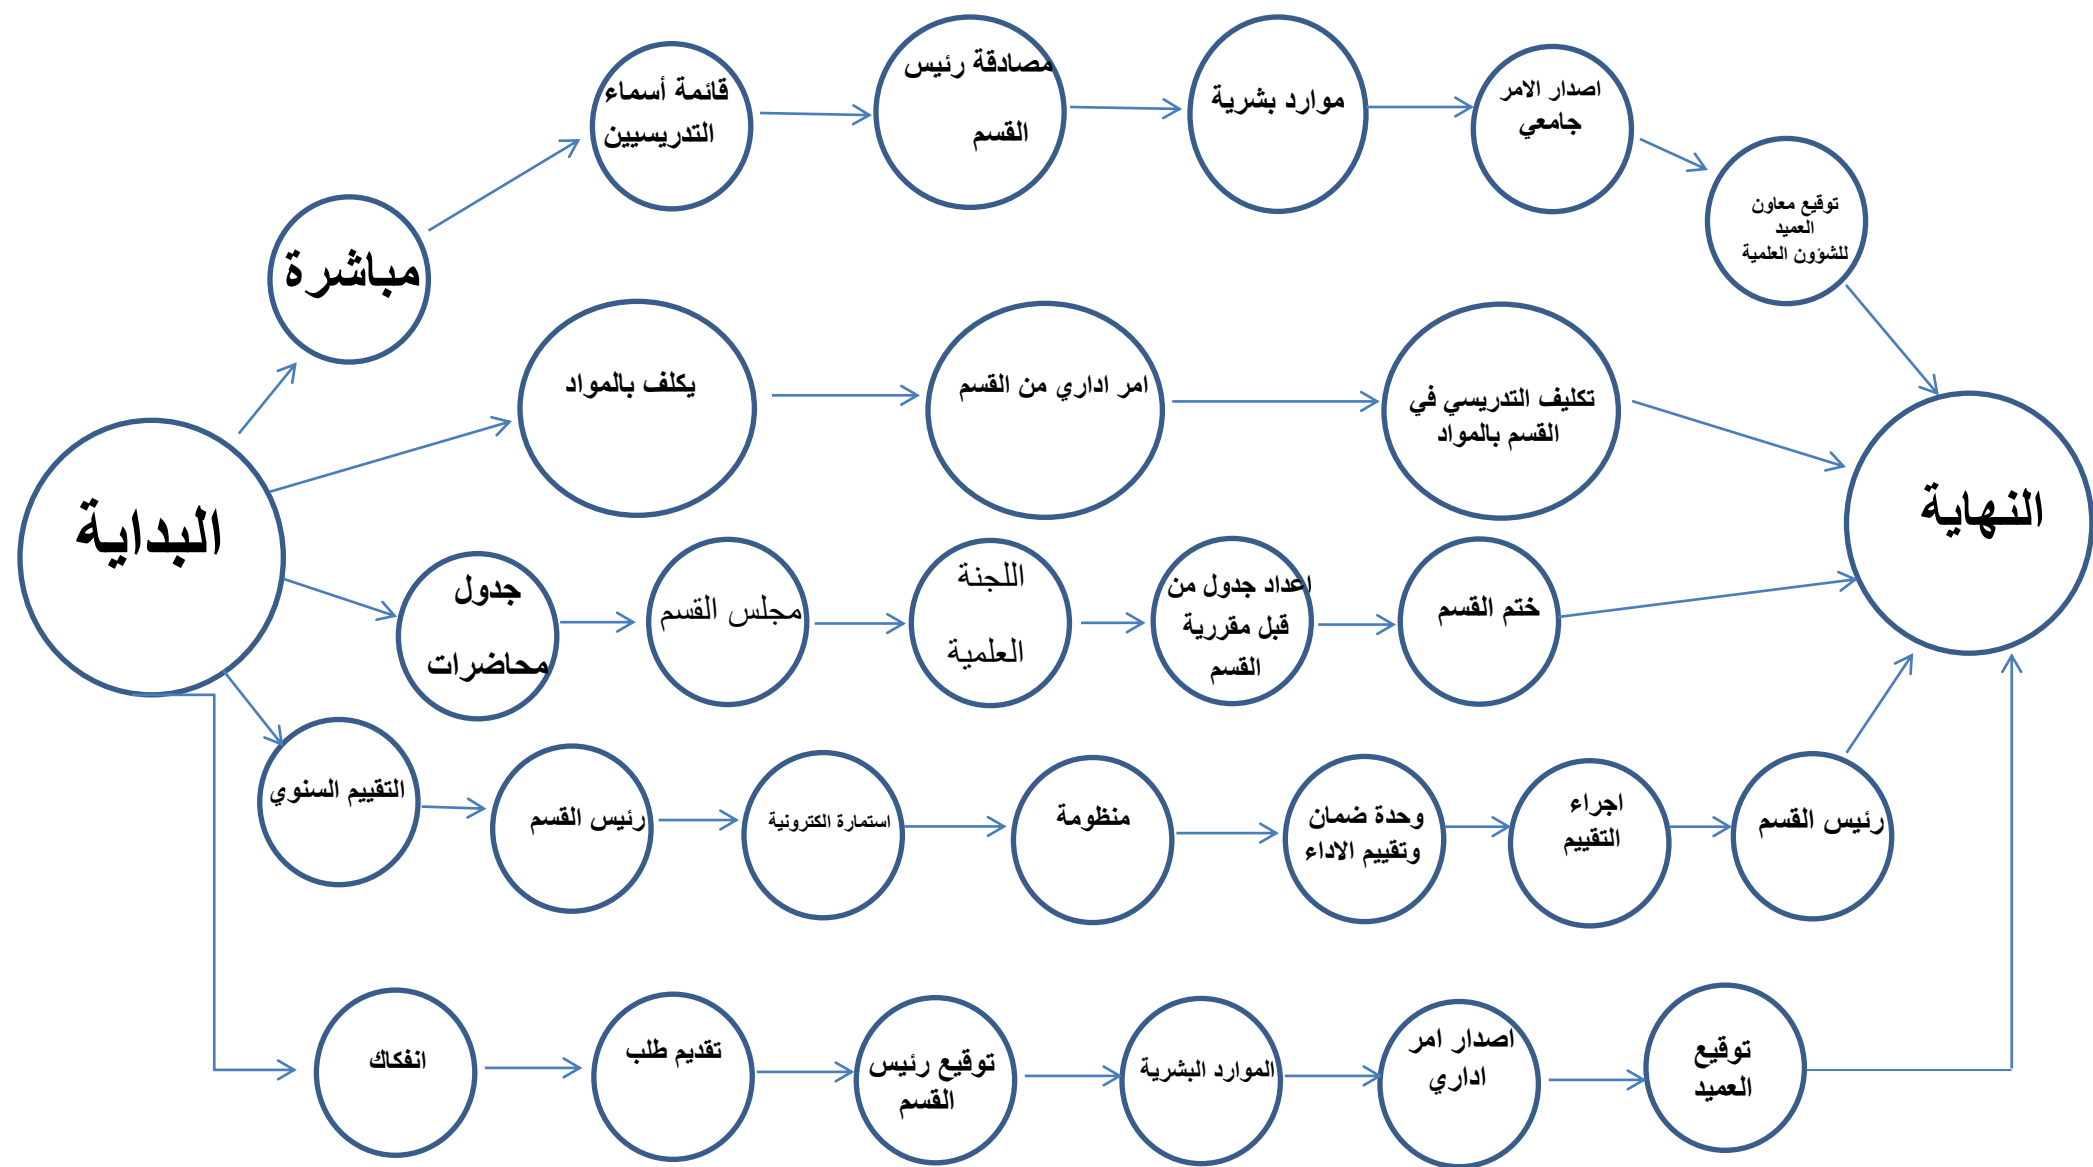 البداية
مباشرة
قائمة أسماء
التدريسيين
مصادقة رئيس
القسم
موارد بشرية
اصدار الامر
جامعي
توقيع معاون
العميد
للشؤون العلمية
يكلف بالمواد
امر اداري من القسم
تكليف التدريسي في
القسم بالمواد
جدول
محاضرات
مجلس القسم
اللجنة
العلمية
اعداد جدول من
قبل مقررية
القسم
ختم القسم
التقييم السنوي
رئيس القسم
استمارة الكترونية
منظومة
وحدة ضمان
وتقييم الاداء
اجراء
التقييم
رئيس القسم
انفكاك
تقديم طلب
توقيع رئيس
القسم
الموارد البشرية
اصدار امر
اداري
توقيع
العميد
النهاية